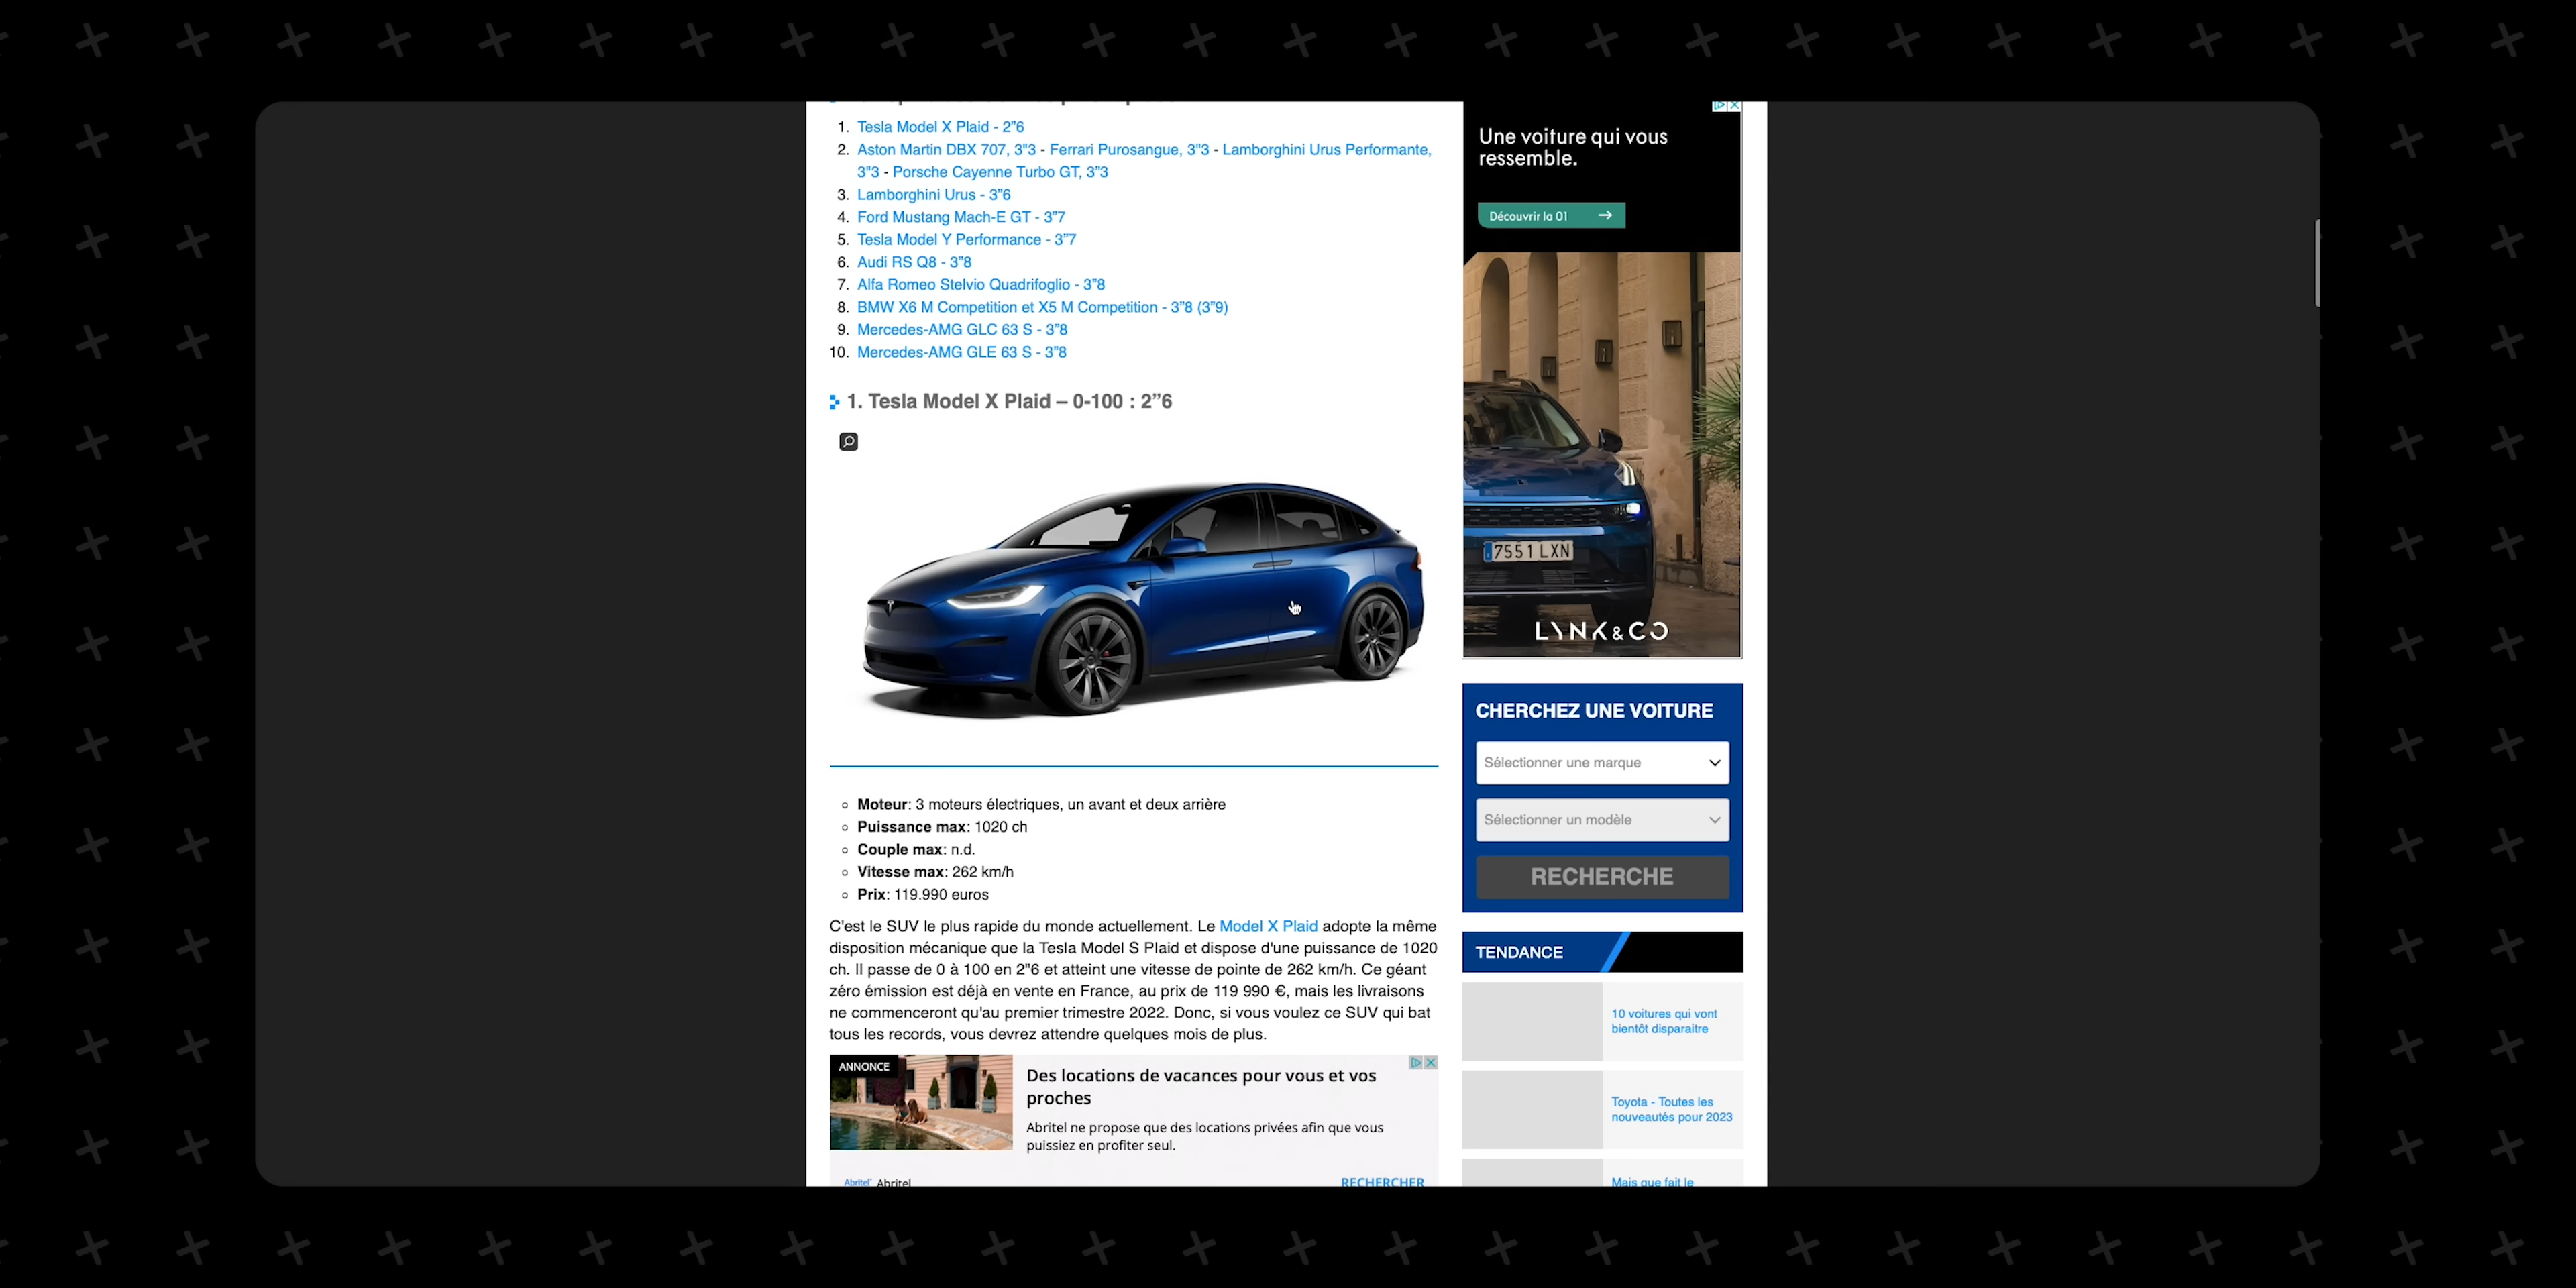 1. Tesla Model X Plaid - 2”6
2. Aston Martin DBX 707, 3"3 - Ferrari Purosangue, 3"3 - Lamborghini Urus Performante,
3"3 - Porsche Cayenne Turbo GT, 3”3
3. Lamborghini Urus - 3”6
4. Ford Mustang Mach-E GT - 3”7
5. Tesla Model Y Performance - 3”7
6. Audi RS Q8 - 3”8
7. Alfa Romeo Stelvio Quadrifoglio - 3”8
8. BMW X6 M Competition et X5 M Competition - 3”8 (3”9)
9. Mercedes-AMG GLC 63 S - 3”8
10. Mercedes-AMG GLE 63 S - 3”8
1. Tesla Model X Plaid – 0-100 : 2”6
Moteur: 3 moteurs électriques, un avant et deux arrière
Puissance max: 1020 ch
Couple max: n.d.
Vitesse max: 262 km/h
Prix: 119.990 euros
C'est le SUV le plus rapide du monde actuellement. Le Model X Plaid adopte la même
disposition mécanique que la Tesla Model S Plaid et dispose d'une puissance de 1020
ch. Il passe de 0 à 100 en 2"6 et atteint une vitesse de pointe de 262 km/h. Ce géant
zéro émission est déjà en vente en France, au prix de 119 990 €, mais les livraisons
ne commenceront qu'au premier trimestre 2022. Donc, si vous voulez ce SUV qui bat
tous les records, vous devrez attendre quelques mois de plus.
ANNONCE
Des locations de vacances pour vous et vos
proches
Abritel ne propose que des locations privées afin que vous
puissiez en profiter seul.
Abritel Abritel
RECHERCHER
Une voiture qui vous
ressemble.
Découvrir la 01 →
7551 LXN
LYNK & CO
CHERCHEZ UNE VOITURE
Sélectionner une marque
Sélectionner un modèle
RECHERCHE
TENDANCE
10 voitures qui vont
bientôt disparaitre
Toyota - Toutes les
nouveautés pour 2023
Mais que fait le